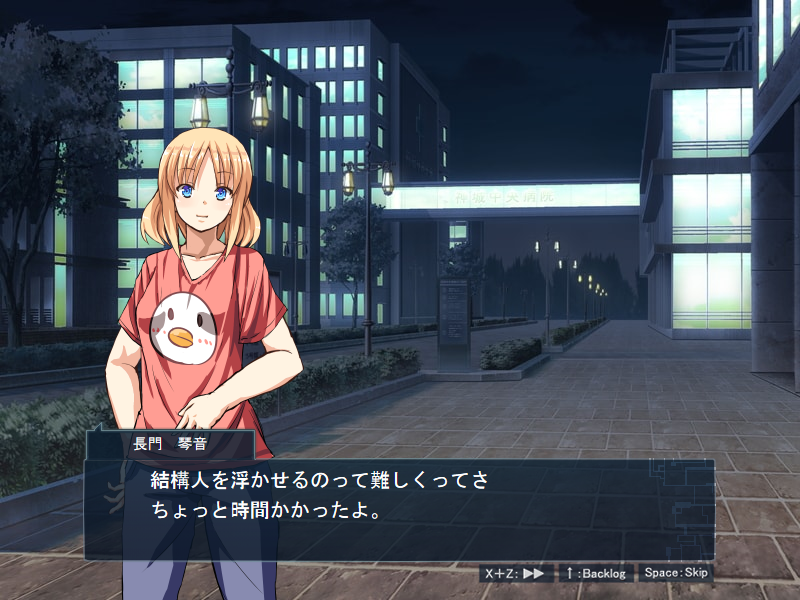 長門　琴音
結構人を浮かせるのって難しくってさ
ちょっと時間かかったよ。
X+Z:▶▶
↑:Backlog
Space:Skip